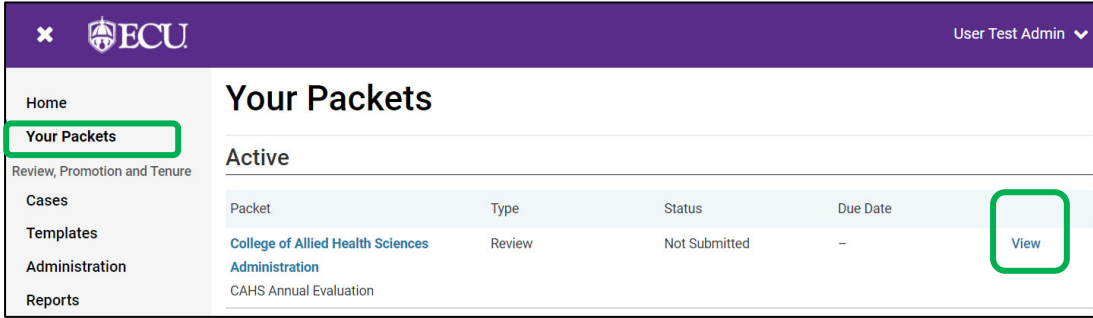 ECU
User Test Admin
Home
Your Packets
Review, Promotion and Tenure
Cases
Templates
Administration
Reports
Your Packets
Active
Packet Type Status Due Date
College of Allied Health Sciences Review Not Submitted – View
Administration
CAHS Annual Evaluation